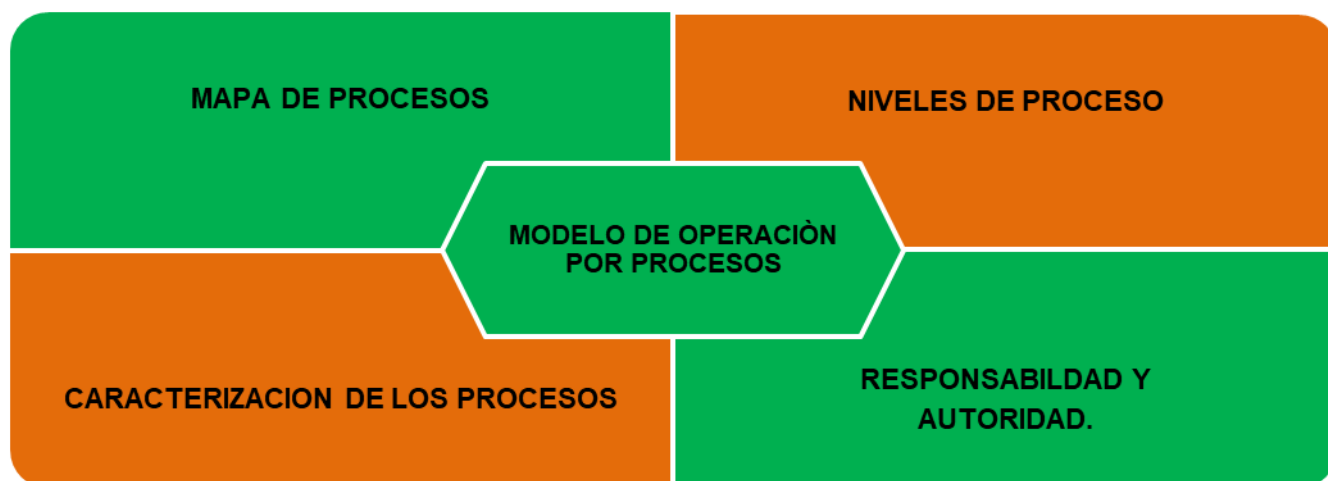 MAPA DE PROCESOS
NIVELES DE PROCESO
MODELO DE OPERACIÒN
POR PROCESOS
CARACTERIZACION DE LOS PROCESOS
RESPONSABILDAD Y
AUTORIDAD.